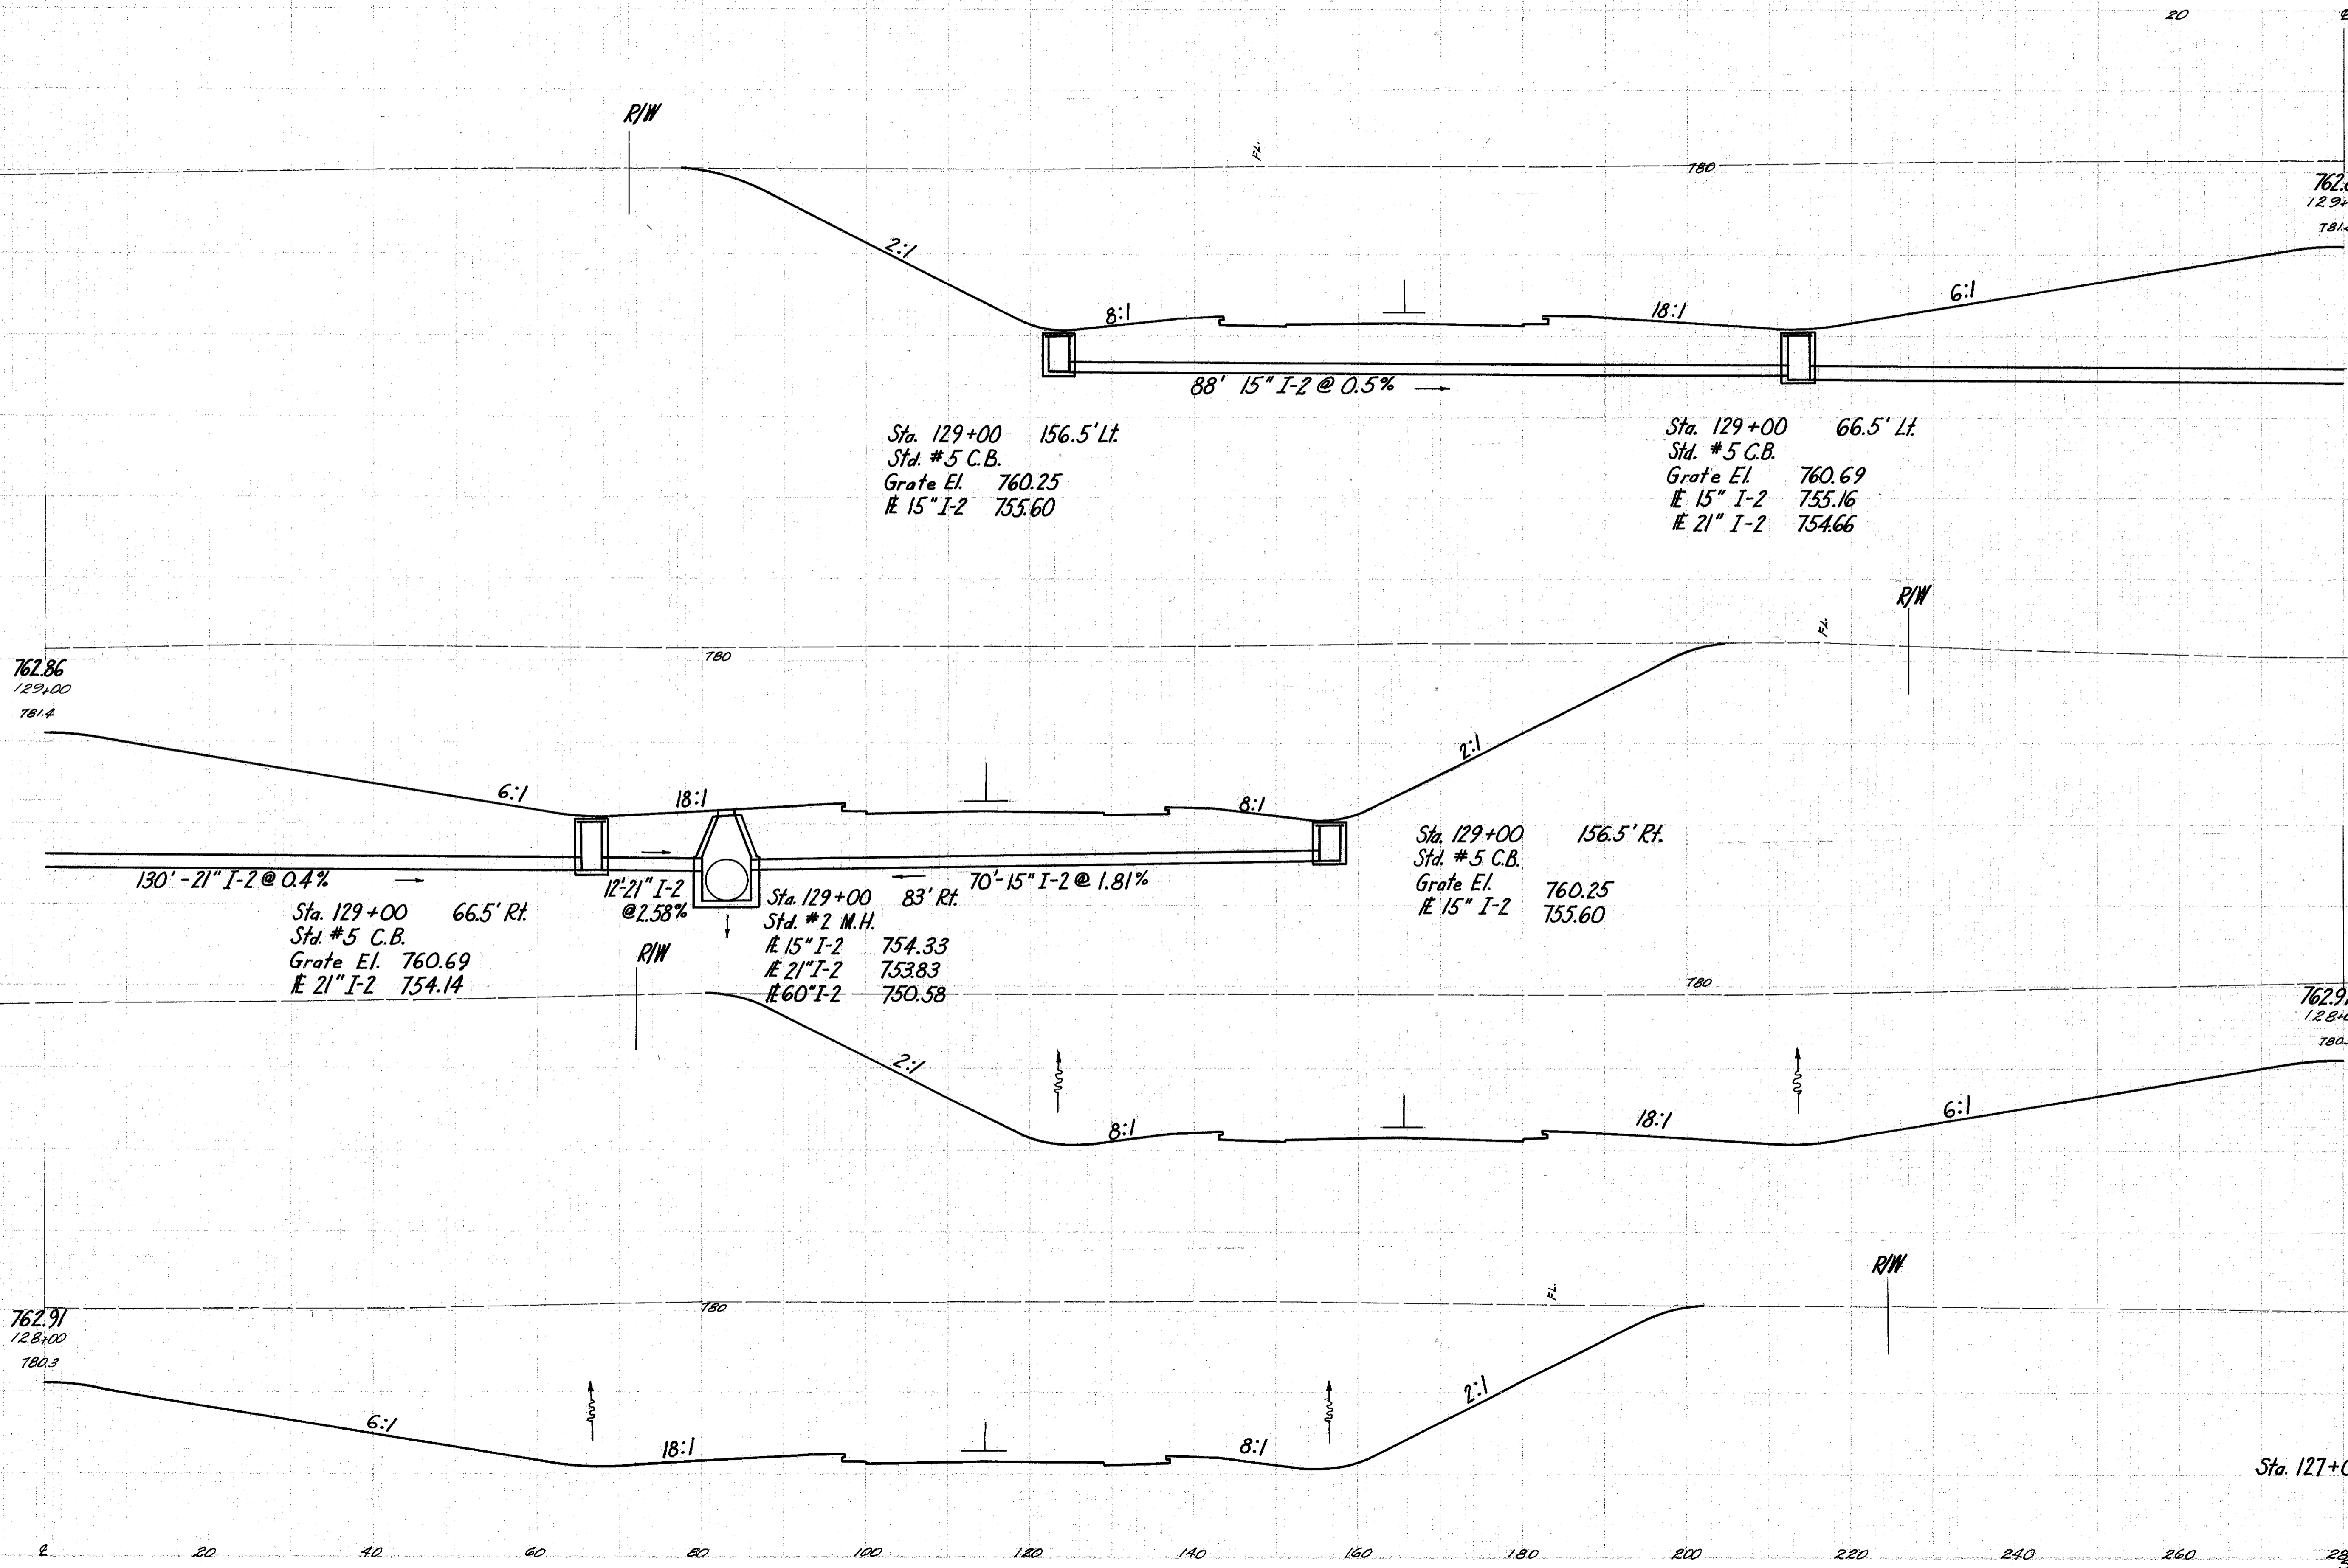 20
R/W
FL.
780
762.
129+
781.
2:1
8:1
18:1
6:1
88' 15" I-2 @ 0.5%
Sta. 129+00 156.5' Lt.
Std. #5 C.B.
Grate El. 760.25
IE 15" I-2 755.60
Sta. 129+00 66.5' Lt.
Std. #5 C.B.
Grate El. 760.69
IE 15" I-2 755.16
IE 21" I-2 754.66
R/W
FL.
780
762.86
129+00
781.4
6:1
18:1
8:1
2:1
130' - 21" I-2 @ 0.4%
12'-21" I-2
@2.58%
70'-15" I-2 @ 1.81%
Sta. 129+00 66.5' Rt.
Std. #5 C.B.
Grate El. 760.69
IE 21" I-2 754.14
Sta. 129+00 83' Rt.
Std. #2 M.H.
IE 15" I-2 754.33
IE 21" I-2 753.83
IE 60" I-2 750.58
Sta. 129+00 156.5' Rt.
Std. #5 C.B.
Grate El. 760.25
IE 15" I-2 755.60
R/W
780
762.9
128+
780.
2:1
8:1
18:1
6:1
R/W
FL.
780
762.91
128+00
780.3
6:1
18:1
8:1
2:1
Sta. 127+
℄ 20 40 60 80 100 120 140 160 180 200 220 240 260